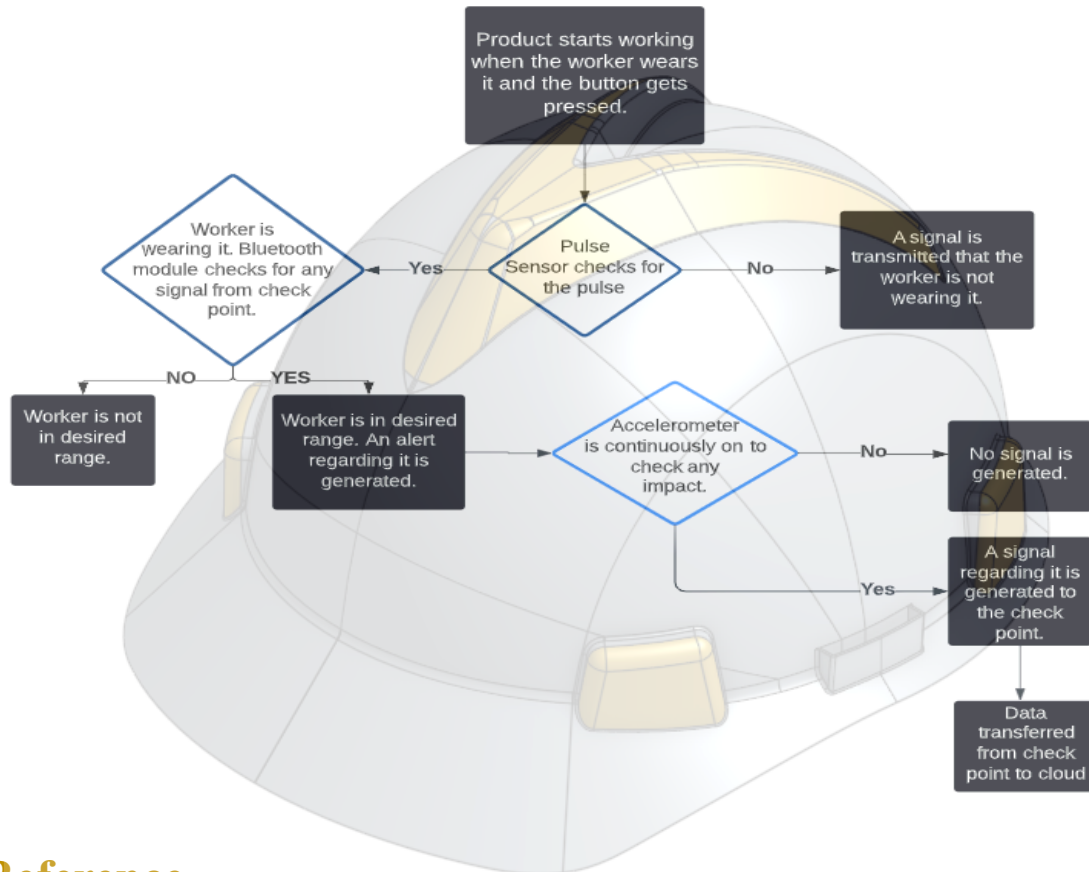 Product starts working
when the worker wears
it and the button gets
pressed.
Worker is
wearing it. Bluetooth
module checks for any
signal from check
point.
Yes
Pulse
Sensor checks for
the pulse
No
A signal is
transmitted that the
worker is not
wearing it.
NO
YES
Worker is not
in desired
range.
Worker is in desired
range. An alert
regarding it is
generated.
Accelerometer
is continuously on to
check any
impact.
No
No signal is
generated.
Yes
A signal
regarding it is
generated to
the check
point.
Data
transferred
from check
point to cloud